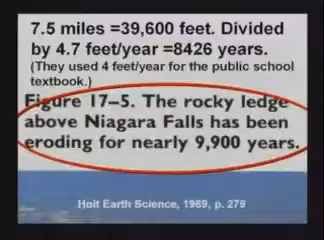 7.5 miles =39,600 feet. Divided
by 4.7 feet/year =8426 years.
(They used 4 feet/year for the public school
textbook.)
Figure 17–5. The rocky ledge
above Niagara Falls has been
eroding for nearly 9,900 years.
Holt Earth Science, 1989, p. 279